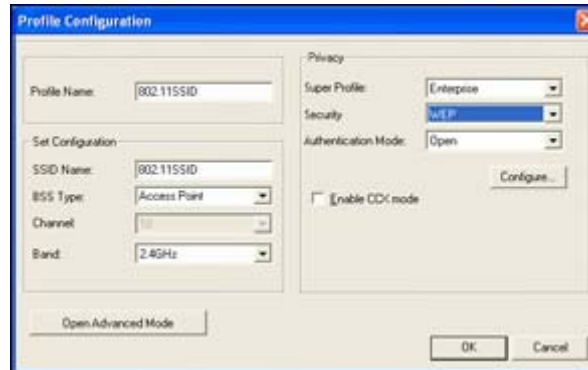 Profile Configuration
Profile Name:
802.11SSID
Set Configuration
SSID Name:
802.11SSID
BSS Type:
Access Point
Channel:
10
Band:
2.4GHz
Open Advanced Mode
Privacy
Super Profile:
Enterprise
Security
WEP
Authentication Mode:
Open
Configure...
Enable CCX mode
OK
Cancel